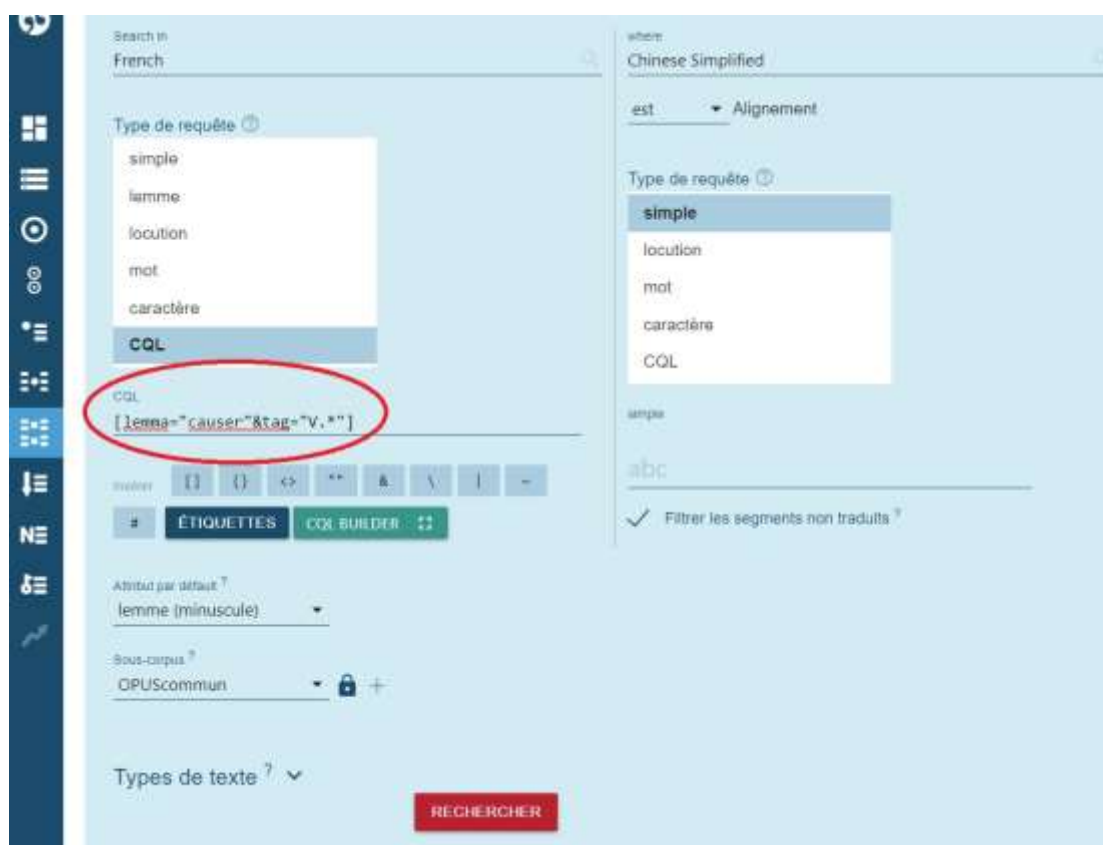 Search in
French
Type de requête ?
simple
lemme
locution
mot
caractère
CQL
CQL
[lemma="causer"&tag="V.*"]
Insérer [] {} <> "" & \ | ~
# ÉTIQUETTES CQL BUILDER
Attribut par défaut ?
lemme (minuscule)
Sous-corpus ?
OPUScommun
+
Types de texte ?
RECHERCHER
where
Chinese Simplified
est Alignement
Type de requête ?
simple
locution
mot
caractère
CQL
simple
abc
Filtrer les segments non traduits ?
NE